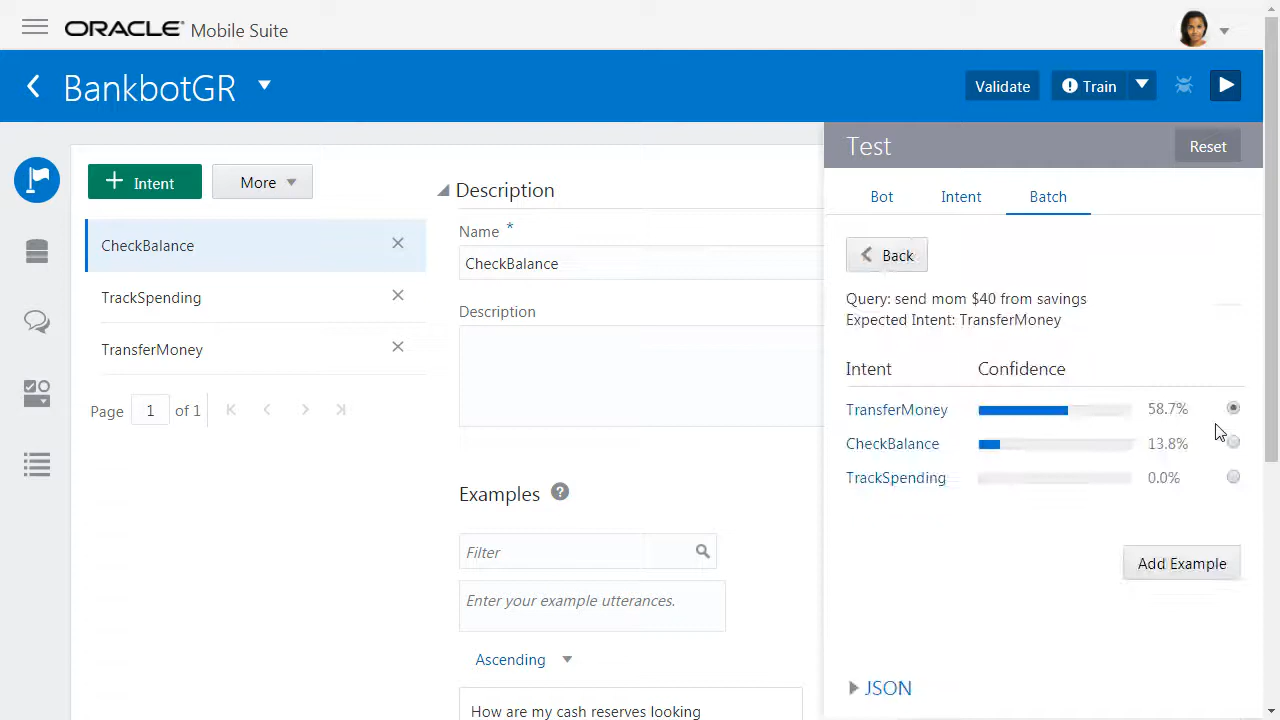 ORACLE Mobile Suite
BankbotGR
Validate
Train
Intent
More
CheckBalance
TrackSpending
TransferMoney
Page 1 of 1
Description
Name *
CheckBalance
Description
Examples ?
Filter
Enter your example utterances.
Ascending
How are my cash reserves looking
Test
Reset
Bot
Intent
Batch
Back
Query: send mom $40 from savings
Expected Intent: TransferMoney
Intent Confidence
TransferMoney 58.7%
CheckBalance 13.8%
TrackSpending 0.0%
Add Example
JSON